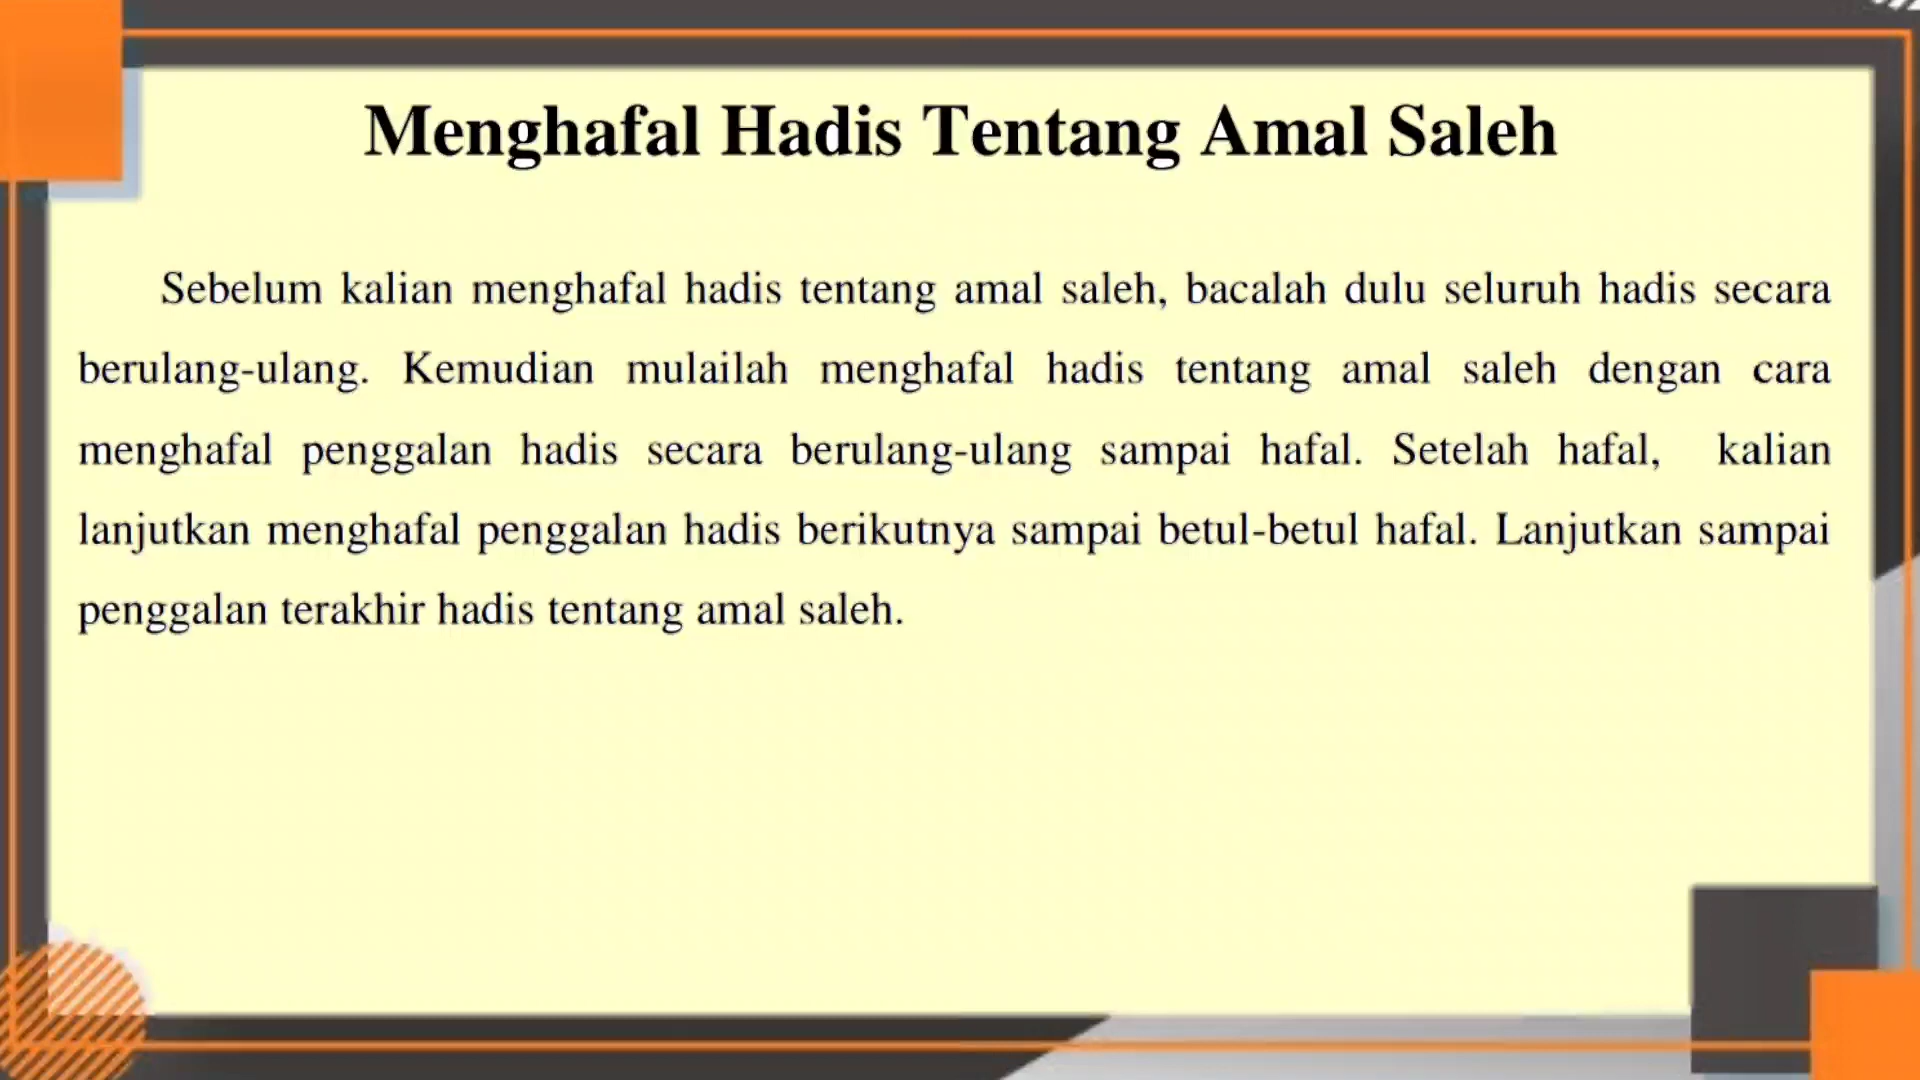 Menghafal Hadis Tentang Amal Saleh
Sebelum kalian menghafal hadis tentang amal saleh, bacalah dulu seluruh hadis secara
berulang-ulang. Kemudian mulailah menghafal hadis tentang amal saleh dengan cara
menghafal penggalan hadis secara berulang-ulang sampai hafal. Setelah hafal, kalian
lanjutkan menghafal penggalan hadis berikutnya sampai betul-betul hafal. Lanjutkan sampai
penggalan terakhir hadis tentang amal saleh.